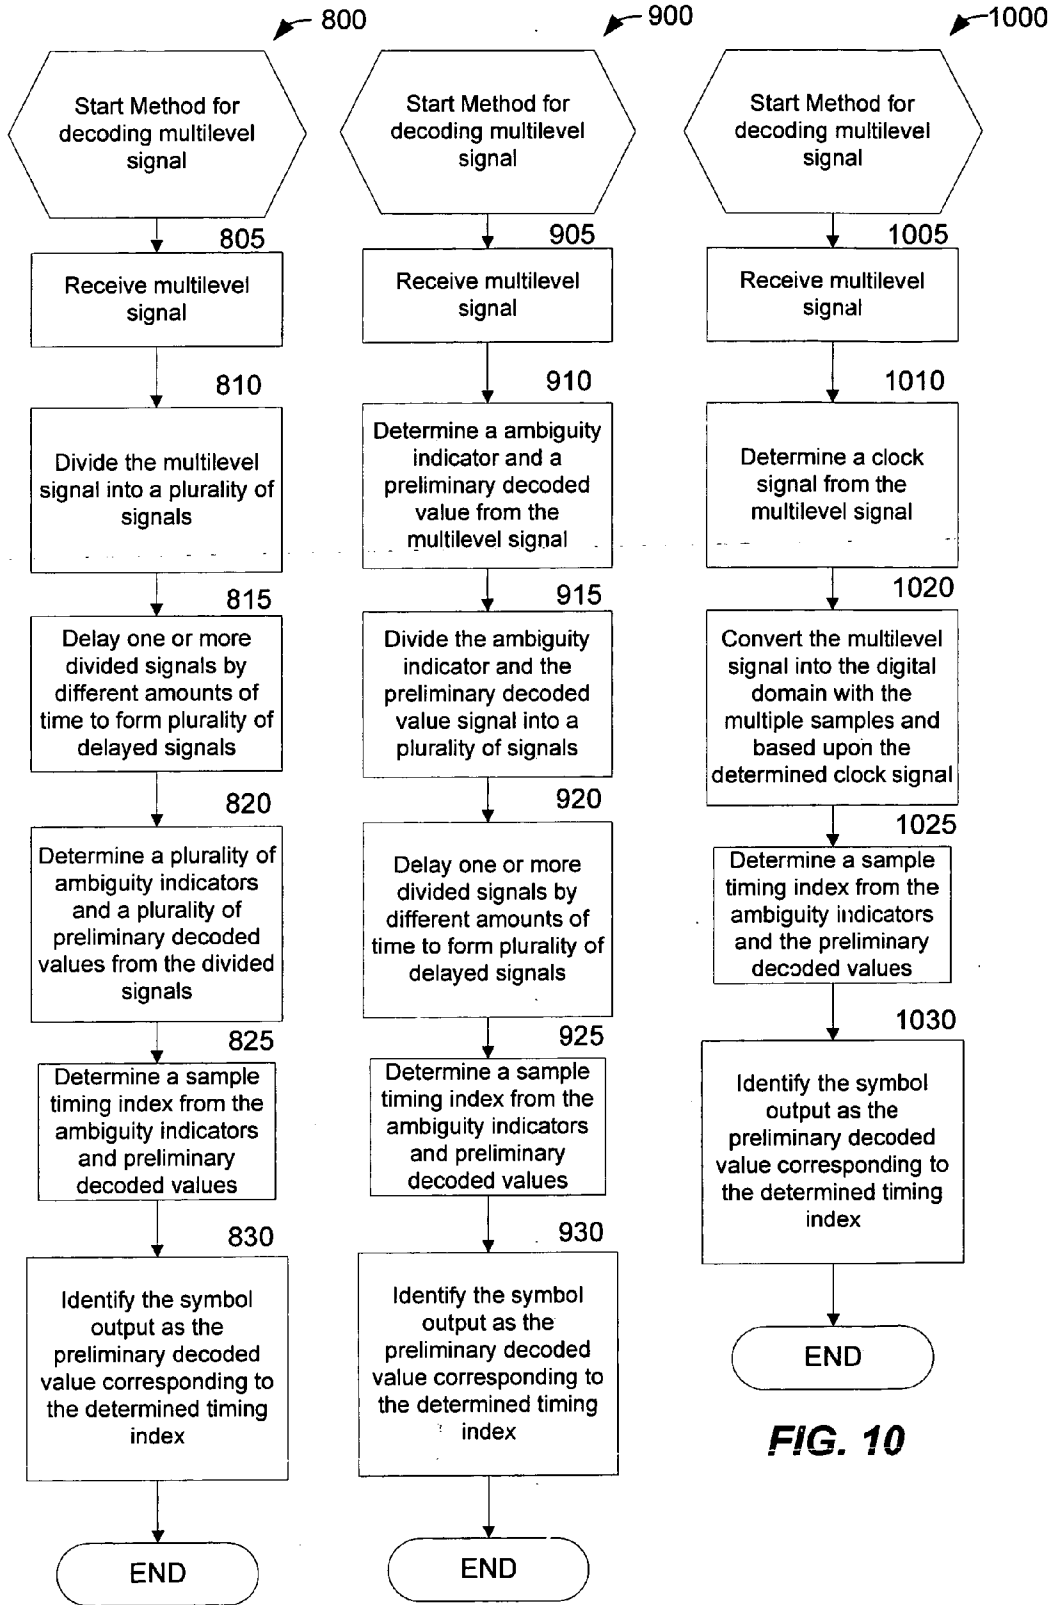 800
Start Method for
decoding multilevel
signal
805
Receive multilevel
signal
810
Divide the multilevel
signal into a plurality of
signals
815
Delay one or more
divided signals by
different amounts of
time to form plurality of
delayed signals
820
Determine a plurality of
ambiguity indicators
and a plurality of
preliminary decoded
values from the divided
signals
825
Determine a sample
timing index from the
ambiguity indicators
and preliminary
decoded values
830
Identify the symbol
output as the
preliminary decoded
value corresponding to
the determined timing
index
END
900
Start Method for
decoding multilevel
signal
905
Receive multilevel
signal
910
Determine a ambiguity
indicator and a
preliminary decoded
value from the
multilevel signal
915
Divide the ambiguity
indicator and the
preliminary decoded
value signal into a
plurality of signals
920
Delay one or more
divided signals by
different amounts of
time to form plurality of
delayed signals
925
Determine a sample
timing index from the
ambiguity indicators
and preliminary
decoded values
930
Identify the symbol
output as the
preliminary decoded
value corresponding to
the determined timing
index
END
1000
Start Method for
decoding multilevel
signal
1005
Receive multilevel
signal
1010
Determine a clock
signal from the
multilevel signal
1020
Convert the multilevel
signal into the digital
domain with the
multiple samples and
based upon the
determined clock signal
1025
Determine a sample
timing index from the
ambiguity indicators
and the preliminary
decoded values
1030
Identify the symbol
output as the
preliminary decoded
value corresponding to
the determined timing
index
END
FIG. 10